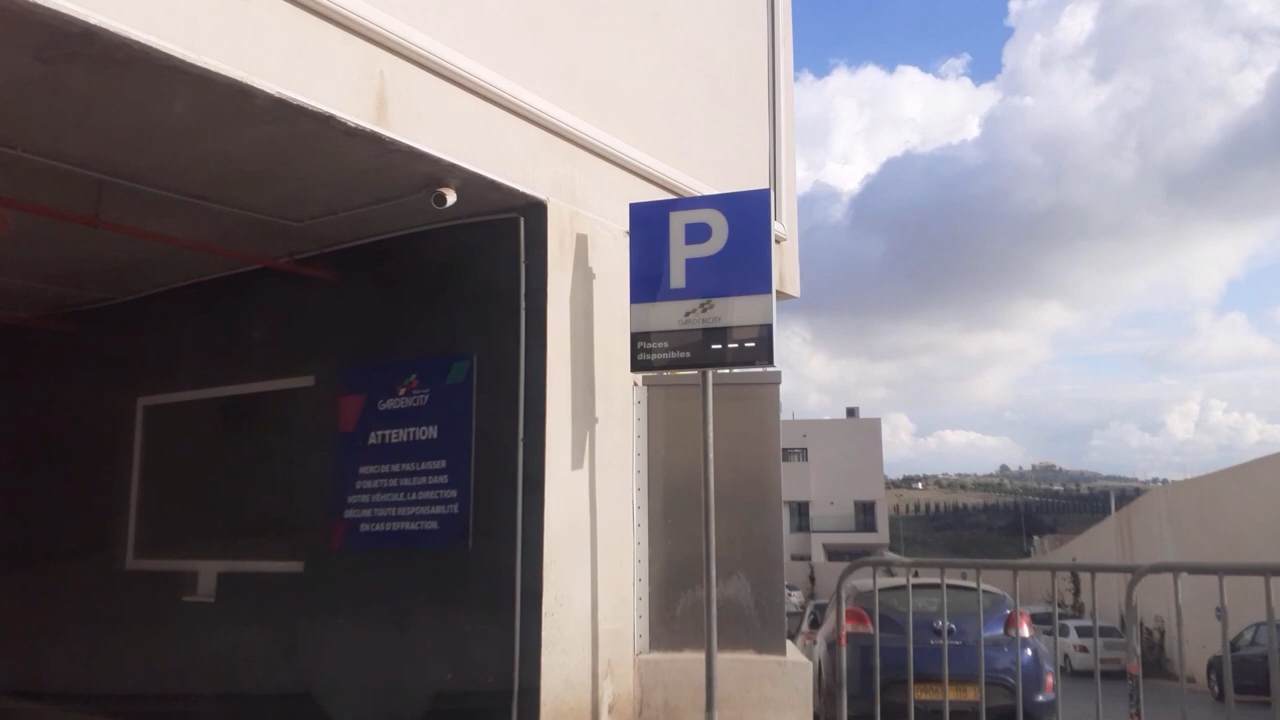 P
GARDENCITY
Places
disponibles
---
GARDENCITY
ATTENTION
MERCI DE NE PAS LAISSER
D'OBJETS DE VALEUR DANS
VOTRE VÉHICULE, LA DIRECTION
DÉCLINE TOUTE RESPONSABILITÉ
EN CAS D'EFFRACTION.